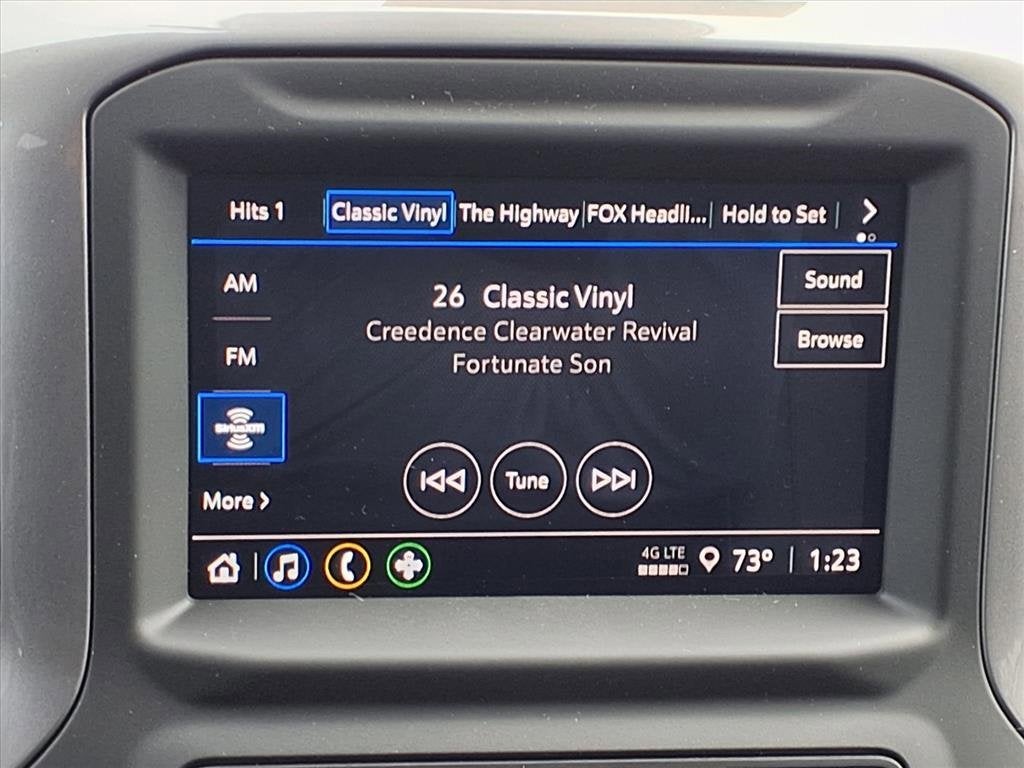 Hits 1 Classic Vinyl The Highway FOX Headli... Hold to Set
AM
26 Classic Vinyl
Sound
Creedence Clearwater Revival
Browse
FM
Fortunate Son
SiriusXM
Tune
More
4G LTE 73° 1:23